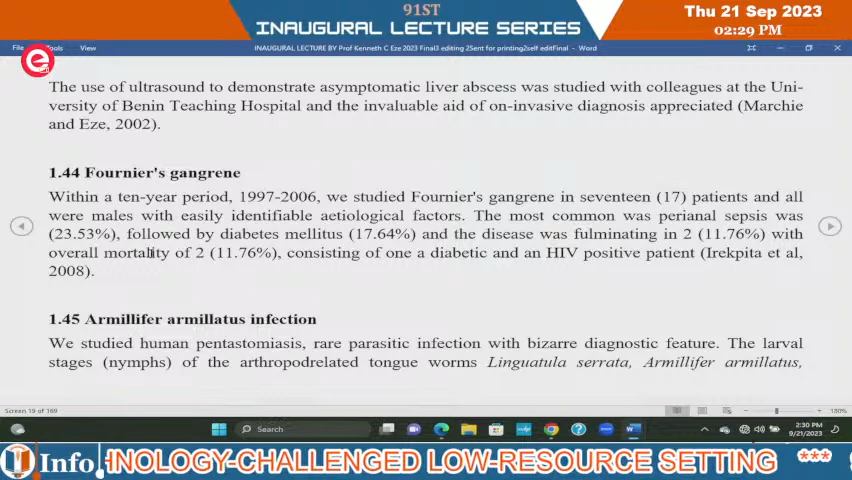 91ST
INAUGURAL LECTURE SERIES
Thu 21 Sep 2023
02:29 PM
File
Tools
View
INAUGURAL LECTURE BY Prof Kenneth C Eze 2023 Final3 editing 2Sent for printing2self editFinal - Word
The use of ultrasound to demonstrate asymptomatic liver abscess was studied with colleagues at the Uni-
versity of Benin Teaching Hospital and the invaluable aid of on-invasive diagnosis appreciated (Marchie
and Eze, 2002).
1.44 Fournier's gangrene
Within a ten-year period, 1997-2006, we studied Fournier's gangrene in seventeen (17) patients and all
were males with easily identifiable aetiological factors. The most common was perianal sepsis was
(23.53%), followed by diabetes mellitus (17.64%) and the disease was fulminating in 2 (11.76%) with
overall mortality of 2 (11.76%), consisting of one a diabetic and an HIV positive patient (Irekpita et al,
2008).
1.45 Armillifer armillatus infection
We studied human pentastomiasis, rare parasitic infection with bizarre diagnostic feature. The larval
stages (nymphs) of the arthropodrelated tongue worms Linguatula serrata, Armillifer armillatus,
Screen 19 of 169
180%
Search
2:30 PM
9/21/2023
Info.
HNOLOGY-CHALLENGED LOW-RESOURCE SETTING ***